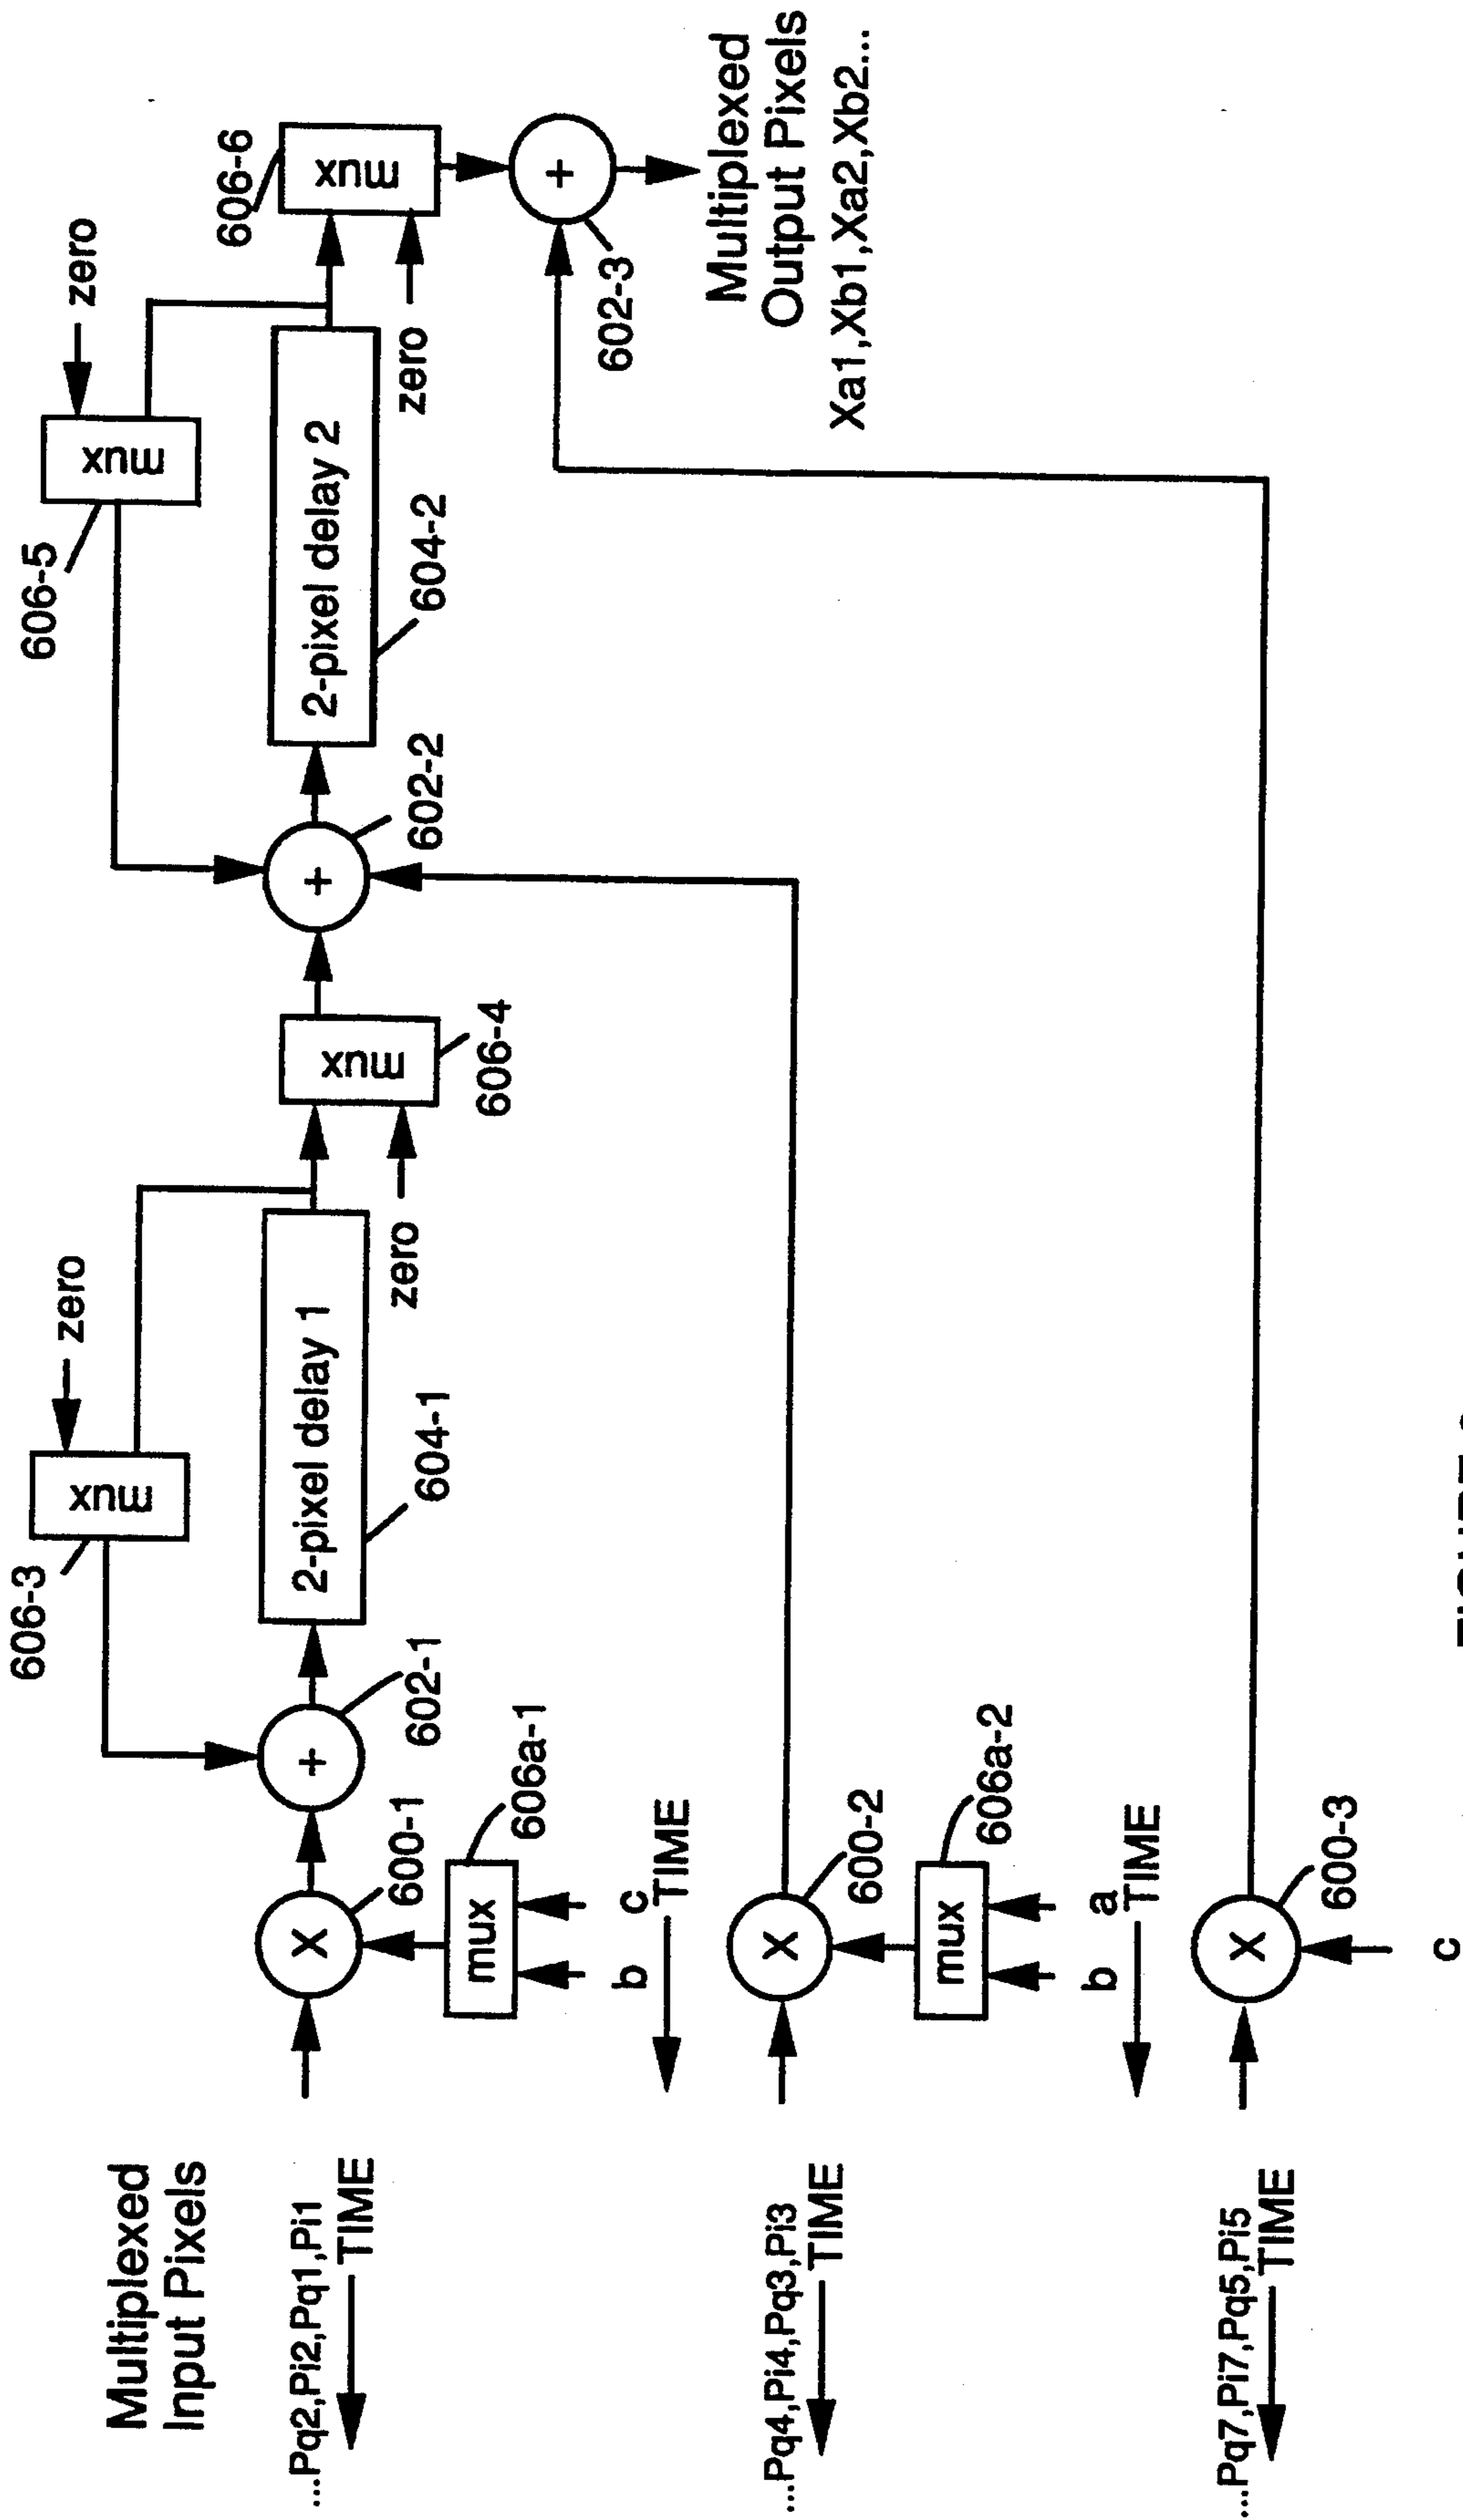 Multiplexed
Input Pixels
...Pq2,Pi2,Pq1,Pi1
TIME
...Pq4,Pi4,Pq3,Pi3
TIME
...Pq7,Pi7,Pq5,Pi5
TIME
X
600-1
mux
606a-1
b
c
TIME
X
600-2
mux
606a-2
b
a
TIME
X
600-3
c
+
602-1
606-3
mux
zero
2-pixel delay 1
604-1
zero
mux
606-4
+
602-2
606-5
mux
zero
2-pixel delay 2
604-2
zero
606-6
mux
+
602-3
Multiplexed
Output Pixels
Xa1,Xb1,Xa2,xb2...